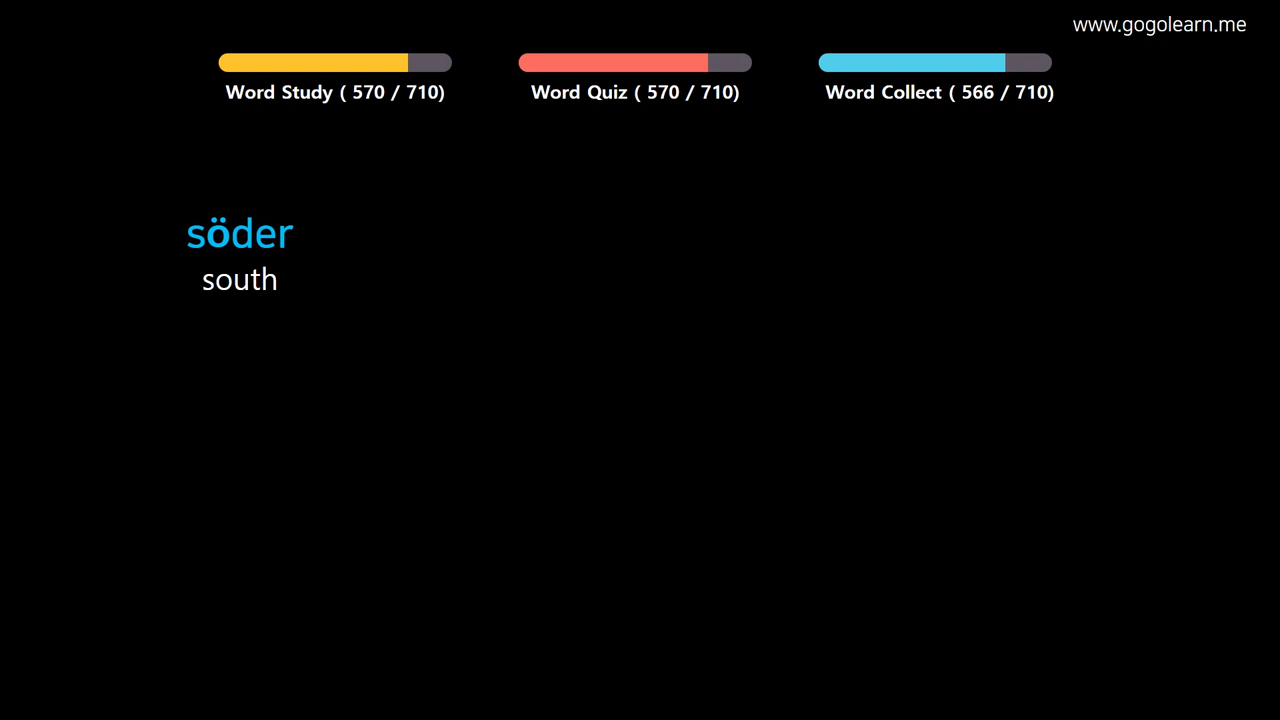 www.gogolearn.me
Word Study ( 570 / 710)
Word Quiz ( 570 / 710)
Word Collect ( 566 / 710)
söder
south